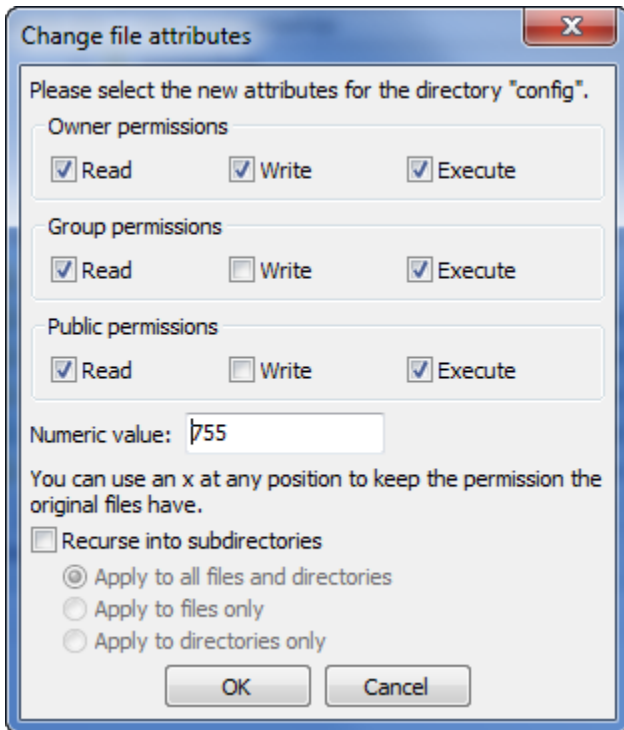 Change file attributes
Please select the new attributes for the directory "config".
Owner permissions
Read Write Execute
Group permissions
Read Write Execute
Public permissions
Read Write Execute
Numeric value: 755
You can use an x at any position to keep the permission the
original files have.
Recurse into subdirectories
Apply to all files and directories
Apply to files only
Apply to directories only
OK Cancel